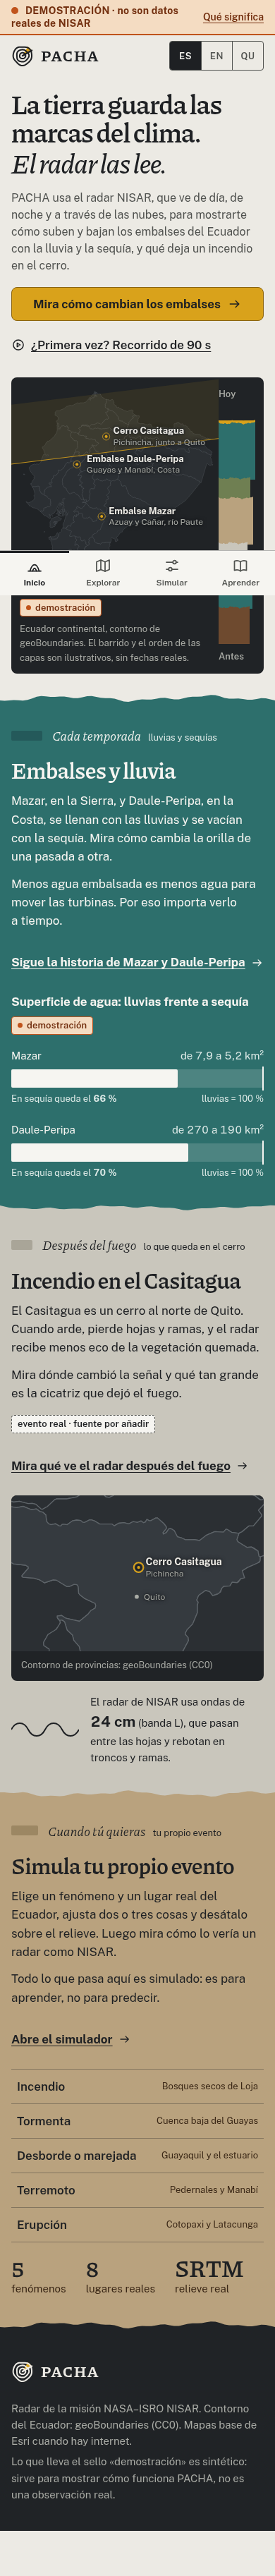 DEMOSTRACIÓN · no son datos
reales de NISAR
Qué significa
PACHA
ES
EN
QU
La tierra guarda las
marcas del clima.
El radar las lee.
PACHA usa el radar NISAR, que ve de día, de
noche y a través de las nubes, para mostrarte
cómo suben y bajan los embalses del Ecuador
con la lluvia y la sequía, y qué deja un incendio
en el cerro.
Mira cómo cambian los embalses →
¿Primera vez? Recorrido de 90 s
Hoy
Cerro Casitagua
Pichincha, junto a Quito
Embalse Daule-Peripa
Guayas y Manabí, Costa
Embalse Mazar
Azuay y Cañar, río Paute
Inicio
Explorar
Simular
Aprender
demostración
Ecuador continental, contorno de
geoBoundaries. El barrido y el orden de las
capas son ilustrativos, sin fechas reales.
Antes
Cada temporada lluvias y sequías
Embalses y lluvia
Mazar, en la Sierra, y Daule-Peripa, en la
Costa, se llenan con las lluvias y se vacían
con la sequía. Mira cómo cambia la orilla de
una pasada a otra.
Menos agua embalsada es menos agua para
mover las turbinas. Por eso importa verlo
a tiempo.
Sigue la historia de Mazar y Daule-Peripa →
Superficie de agua: lluvias frente a sequía
demostración
Mazar de 7,9 a 5,2 km²
En sequía queda el 66 % lluvias = 100 %
Daule-Peripa de 270 a 190 km²
En sequía queda el 70 % lluvias = 100 %
Después del fuego lo que queda en el cerro
Incendio en el Casitagua
El Casitagua es un cerro al norte de Quito.
Cuando arde, pierde hojas y ramas, y el radar
recibe menos eco de la vegetación quemada.
Mira dónde cambió la señal y qué tan grande
es la cicatriz que dejó el fuego.
evento real · fuente por añadir
Mira qué ve el radar después del fuego →
Cerro Casitagua
Pichincha
Quito
Contorno de provincias: geoBoundaries (CC0)
El radar de NISAR usa ondas de
24 cm (banda L), que pasan
entre las hojas y rebotan en
troncos y ramas.
Cuando tú quieras tu propio evento
Simula tu propio evento
Elige un fenómeno y un lugar real del
Ecuador, ajusta dos o tres cosas y desátalo
sobre el relieve. Luego mira cómo lo vería un
radar como NISAR.
Todo lo que pasa aquí es simulado: es para
aprender, no para predecir.
Abre el simulador →
Incendio Bosques secos de Loja
Tormenta Cuenca baja del Guayas
Desborde o marejada Guayaquil y el estuario
Terremoto Pedernales y Manabí
Erupción Cotopaxi y Latacunga
5 8 SRTM
fenómenos lugares reales relieve real
PACHA
Radar de la misión NASA–ISRO NISAR. Contorno
del Ecuador: geoBoundaries (CC0). Mapas base de
Esri cuando hay internet.
Lo que lleva el sello «demostración» es sintético:
sirve para mostrar cómo funciona PACHA, no es
una observación real.